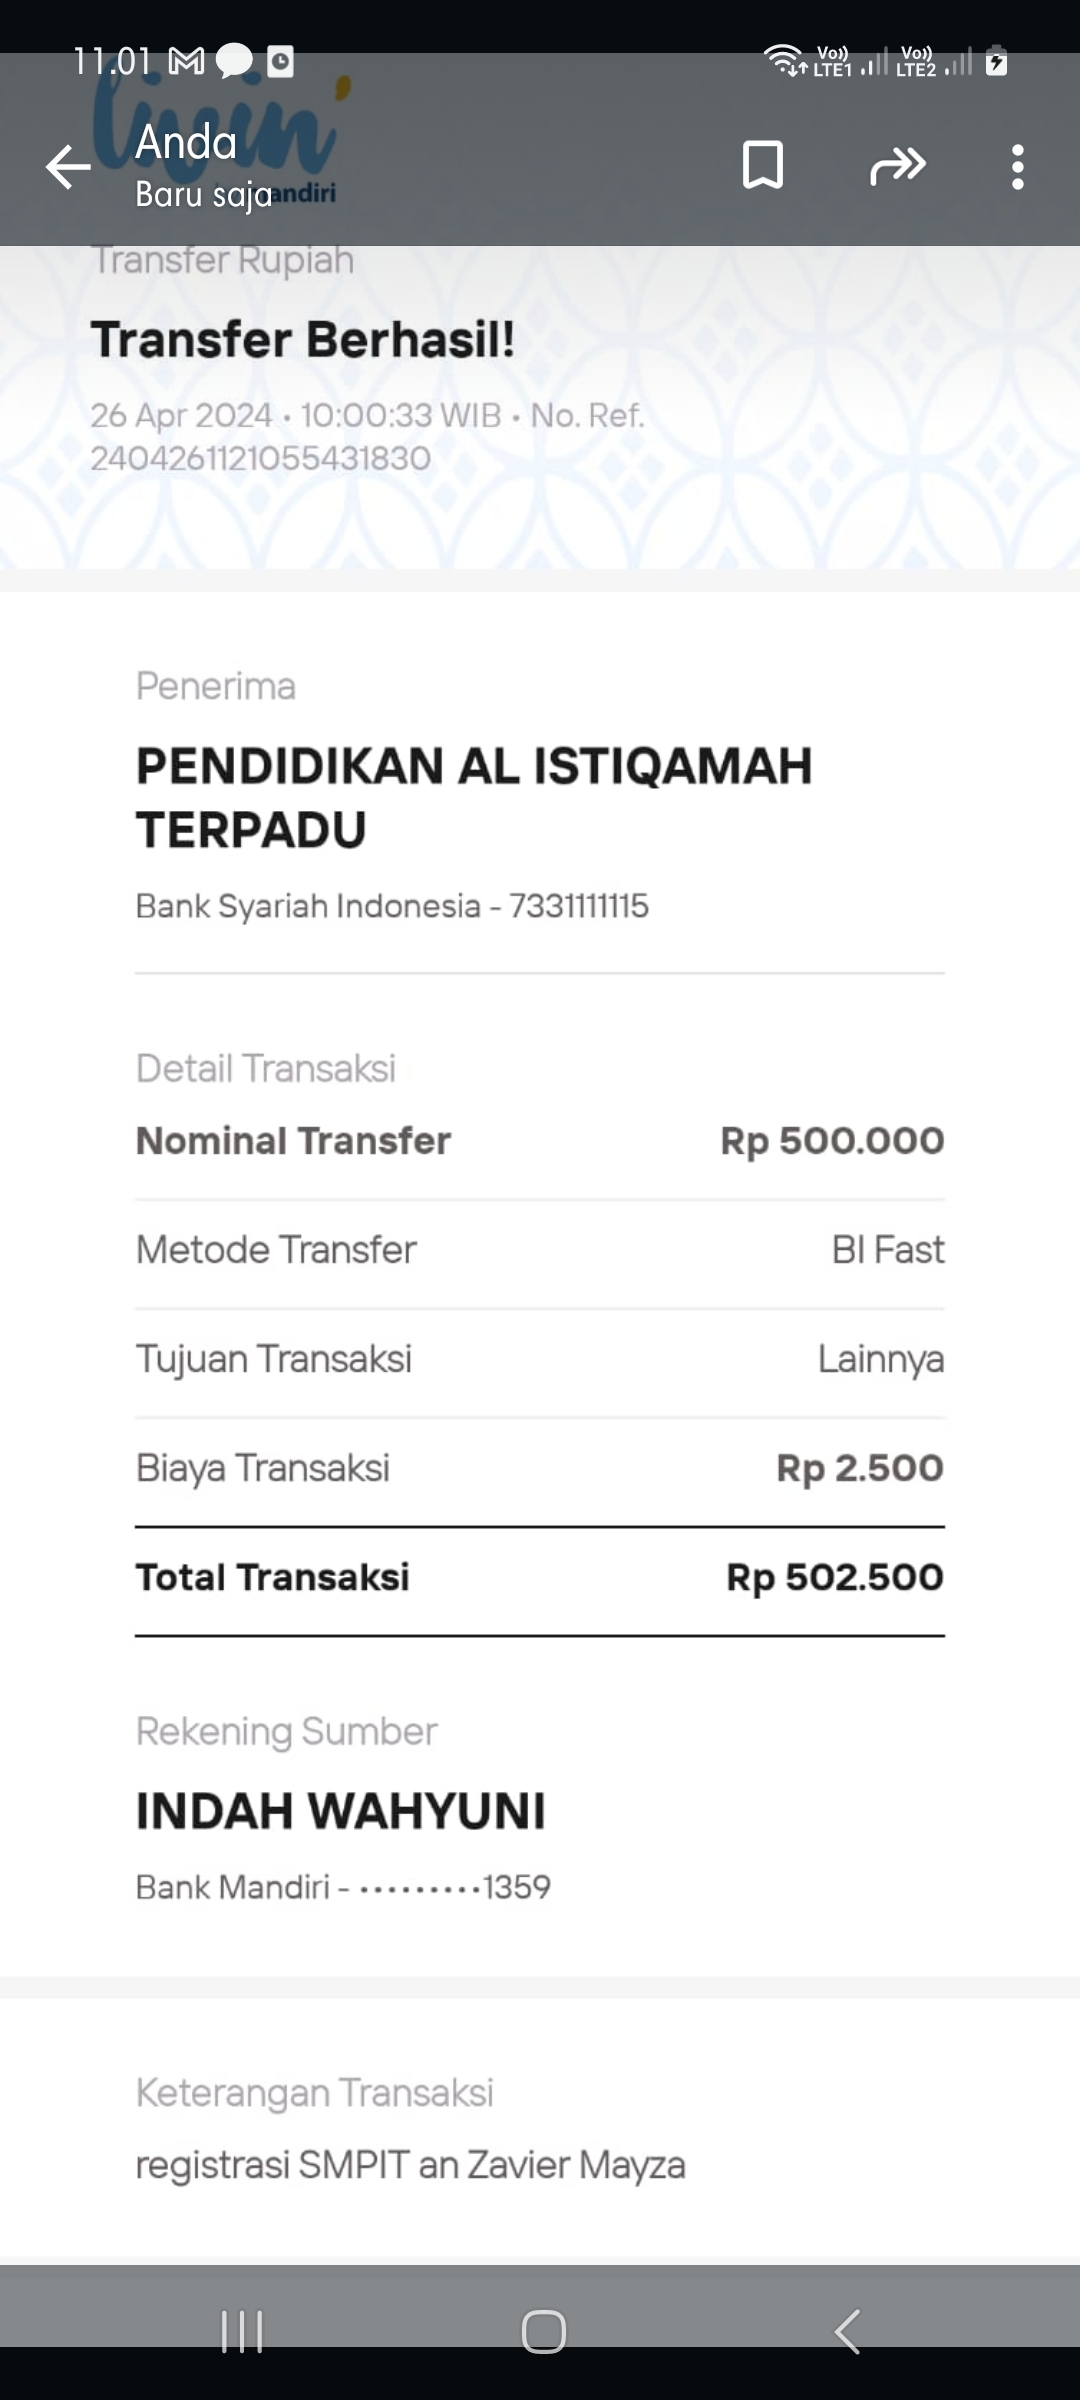 11.01
Vo)) LTE1 Vo)) LTE2
livin'
Anda
Baru saja
mandiri
Transfer Rupiah
Transfer Berhasil!
26 Apr 2024 • 10:00:33 WIB • No. Ref.
2404261121055431830
Penerima
PENDIDIKAN AL ISTIQAMAH
TERPADU
Bank Syariah Indonesia - 7331111115
Detail Transaksi
Nominal Transfer Rp 500.000
Metode Transfer BI Fast
Tujuan Transaksi Lainnya
Biaya Transaksi Rp 2.500
Total Transaksi Rp 502.500
Rekening Sumber
INDAH WAHYUNI
Bank Mandiri - •••••••••1359
Keterangan Transaksi
registrasi SMPIT an Zavier Mayza